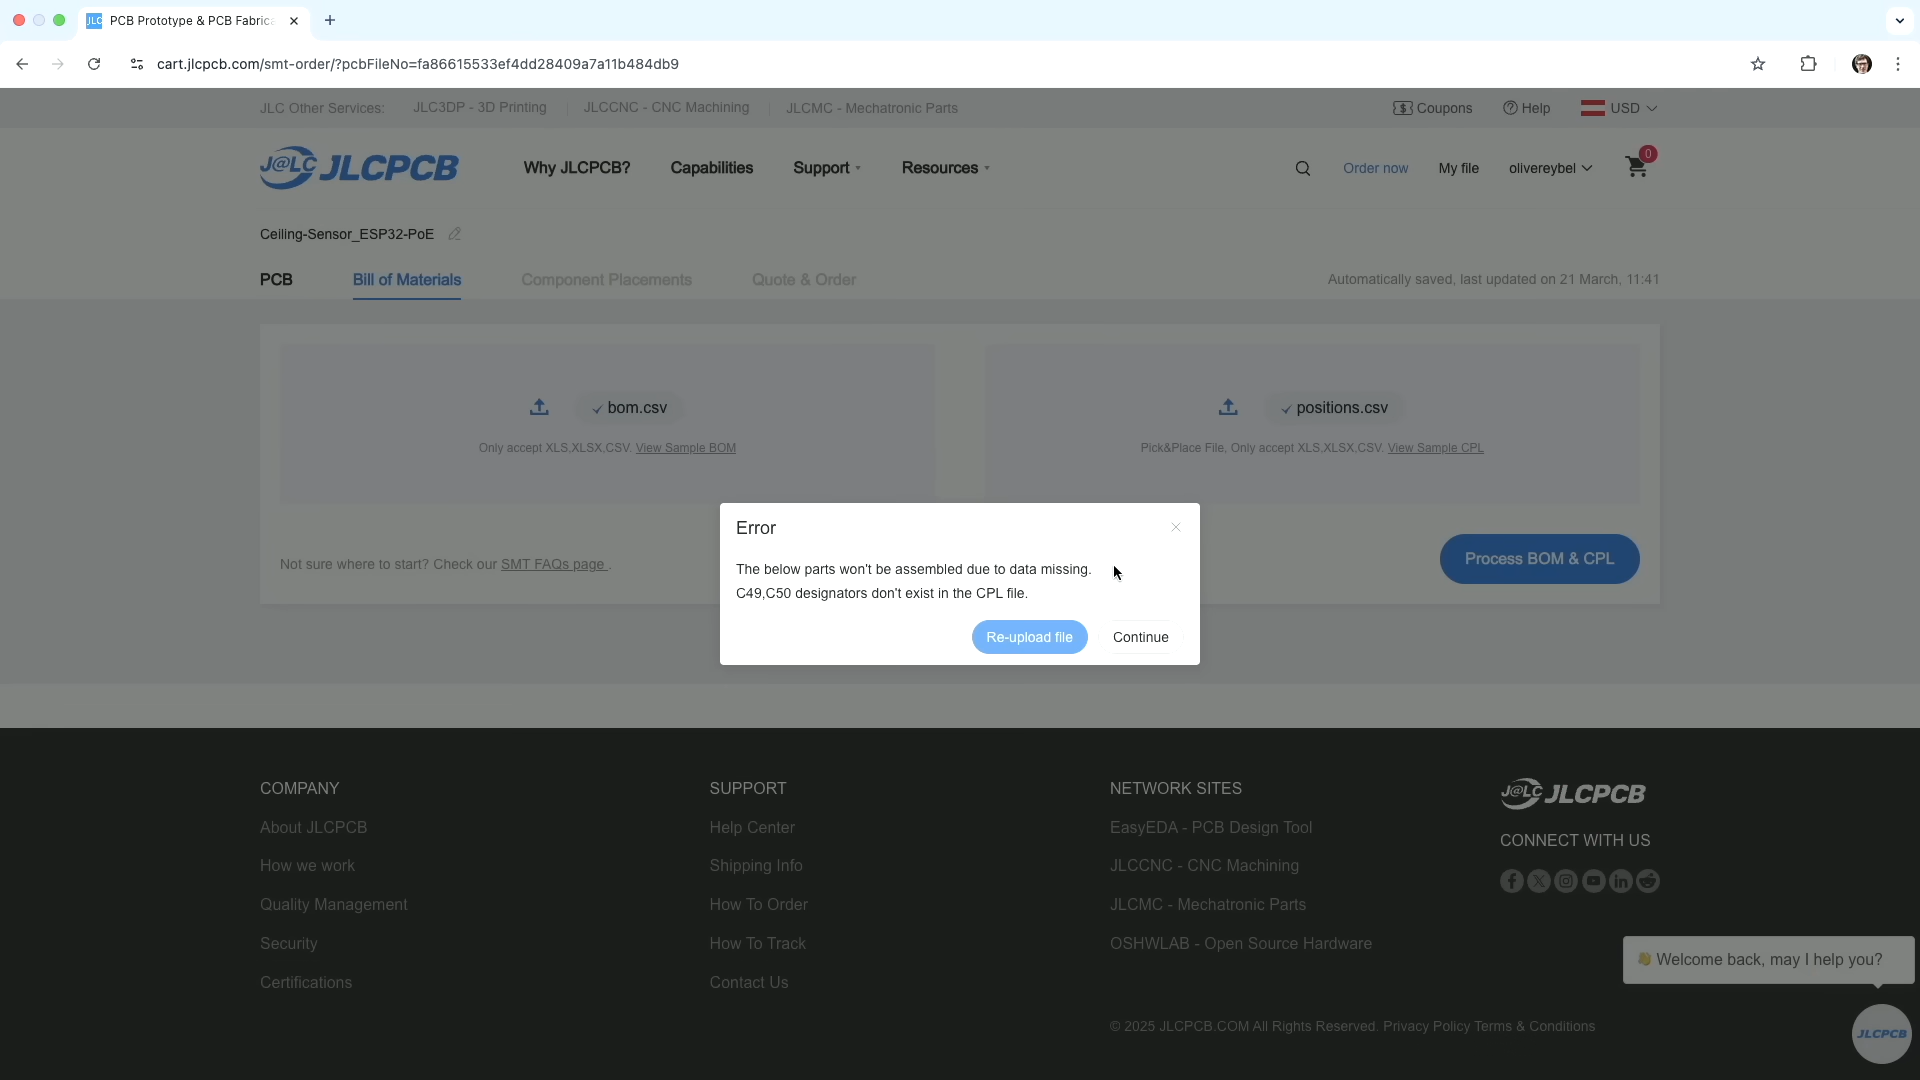 PCB Prototype & PCB Fabrica
cart.jlcpcb.com/smt-order/?pcbFileNo=fa86615533ef4dd28409a7a11b484db9
JLC Other Services: JLC3DP - 3D Printing JLCCNC - CNC Machining JLCMC - Mechatronic Parts Coupons Help USD
J@LC JLCPCB Why JLCPCB? Capabilities Support Resources Order now My file olivereybel 0
Ceiling-Sensor_ESP32-PoE
PCB Bill of Materials Component Placements Quote & Order Automatically saved, last updated on 21 March, 11:41
bom.csv positions.csv
Only accept XLS,XLSX,CSV. View Sample BOM Pick&Place File, Only accept XLS,XLSX,CSV. View Sample CPL
Error
Not sure where to start? Check our SMT FAQs page . Process BOM & CPL
The below parts won't be assembled due to data missing.
C49,C50 designators don't exist in the CPL file.
Re-upload file Continue
COMPANY SUPPORT NETWORK SITES J@LC JLCPCB
About JLCPCB Help Center EasyEDA - PCB Design Tool CONNECT WITH US
How we work Shipping Info JLCCNC - CNC Machining
Quality Management How To Order JLCMC - Mechatronic Parts
Security How To Track OSHWLAB - Open Source Hardware
👋 Welcome back, may I help you?
Certifications Contact Us
© 2025 JLCPCB.COM All Rights Reserved. Privacy Policy Terms & Conditions
JLCPCB